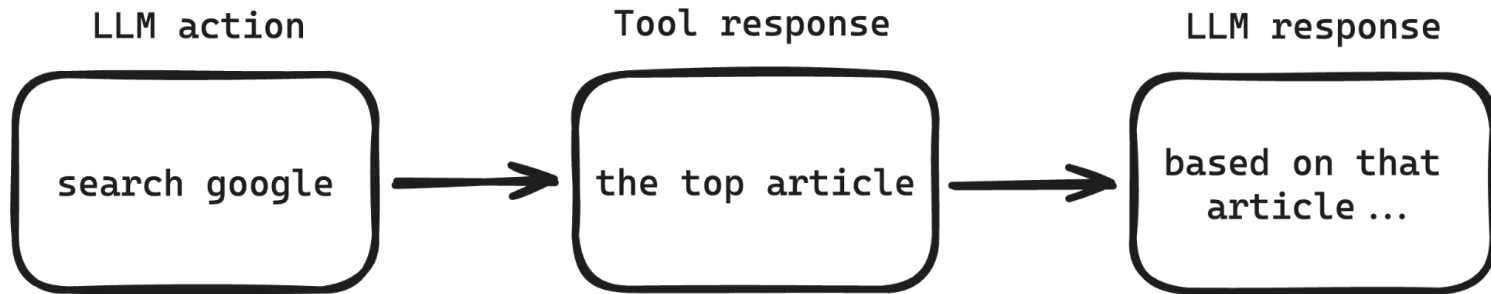 LLM action
Tool response
LLM response
search google
the top article
based on that
article ...